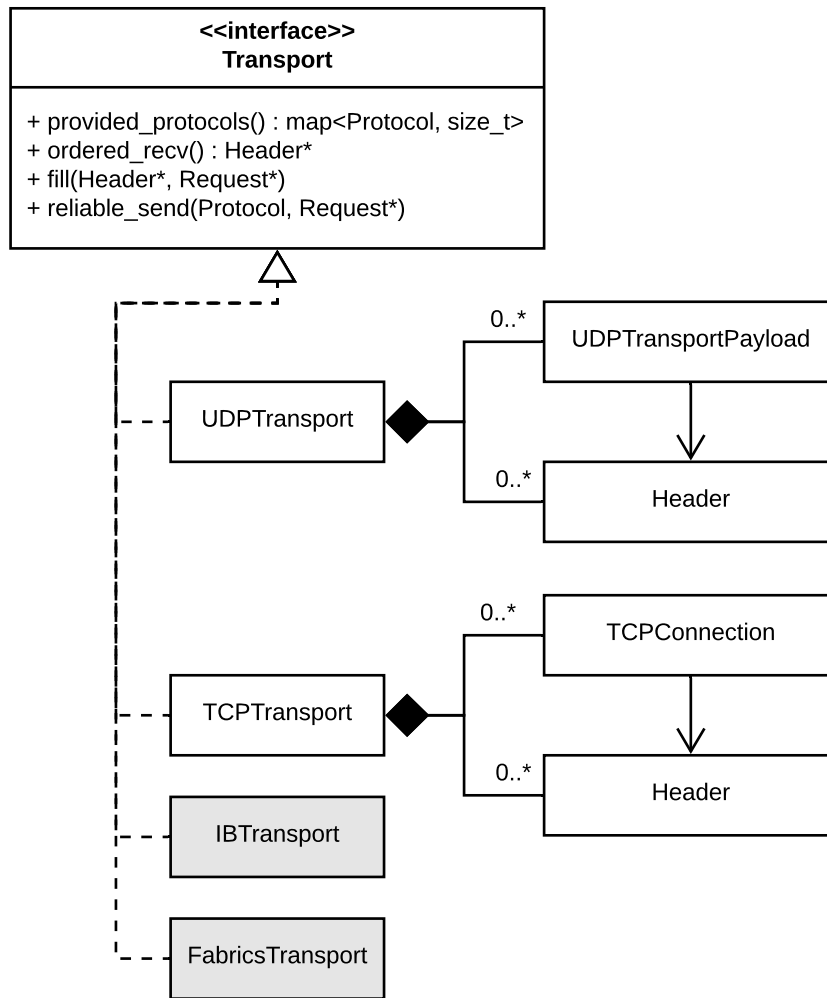 <<interface>>
Transport
+ provided_protocols() : map<Protocol, size_t>
+ ordered_recv() : Header*
+ fill(Header*, Request*)
+ reliable_send(Protocol, Request*)
0..*
UDPTransportPayload
UDPTransport
0..*
Header
0..*
TCPConnection
TCPTransport
0..*
Header
IBTransport
FabricsTransport